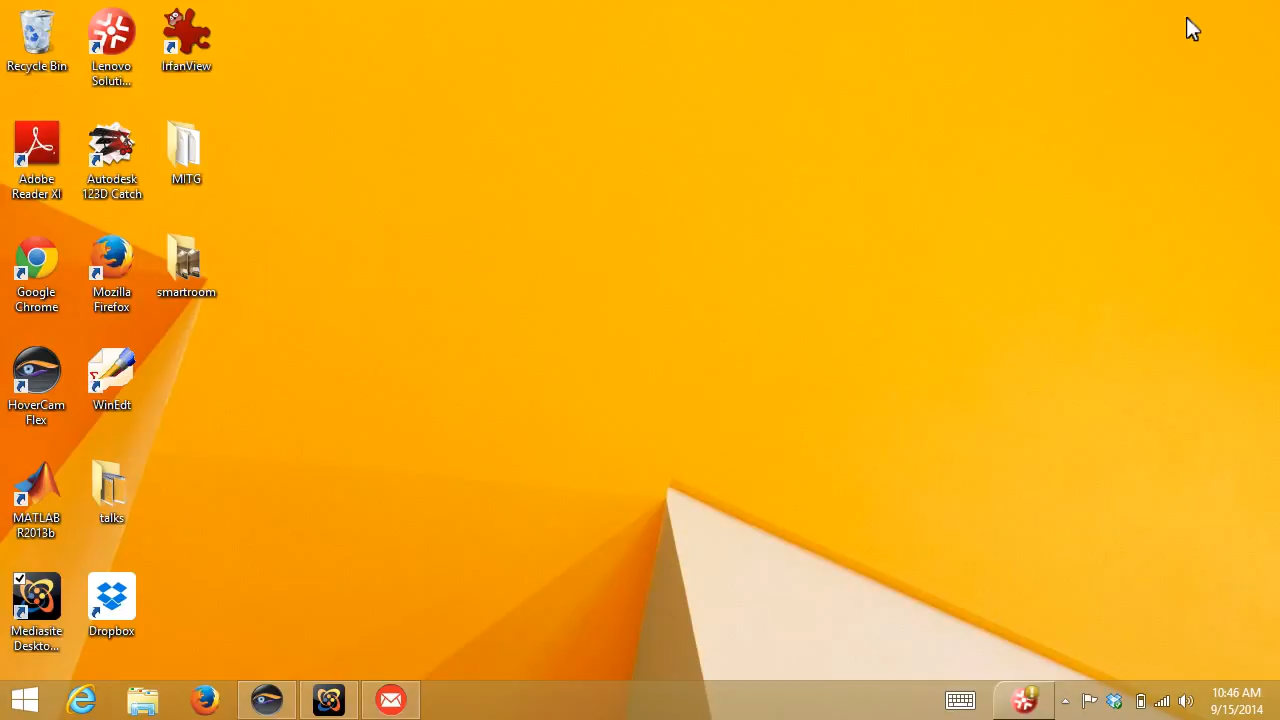 Recycle Bin
Lenovo
Soluti...
IrfanView
Adobe
Reader XI
Autodesk
123D Catch
MITG
Google
Chrome
Mozilla
Firefox
smartroom
HoverCam
Flex
WinEdt
MATLAB
R2013b
talks
Mediasite
Deskto...
Dropbox
10:46 AM
9/15/2014